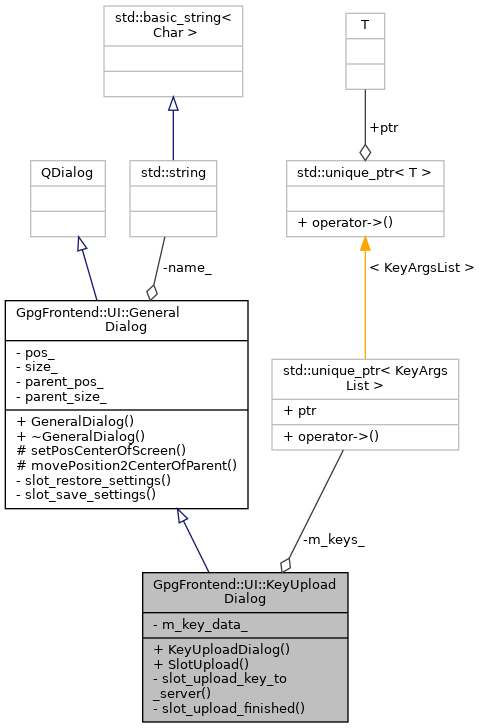 std::basic_string<
Char >
T
+ptr
QDialog
std::string
std::unique_ptr< T >
+ operator->()
-name_
< KeyArgsList >
GpgFrontend::UI::General
Dialog
- pos_
- size_
- parent_pos_
- parent_size_
+ GeneralDialog()
+ ~GeneralDialog()
# setPosCenterOfScreen()
# movePosition2CenterOfParent()
- slot_restore_settings()
- slot_save_settings()
std::unique_ptr< KeyArgs
List >
+ ptr
+ operator->()
-m_keys_
GpgFrontend::UI::KeyUpload
Dialog
- m_key_data_
+ KeyUploadDialog()
+ SlotUpload()
- slot_upload_key_to
_server()
- slot_upload_finished()